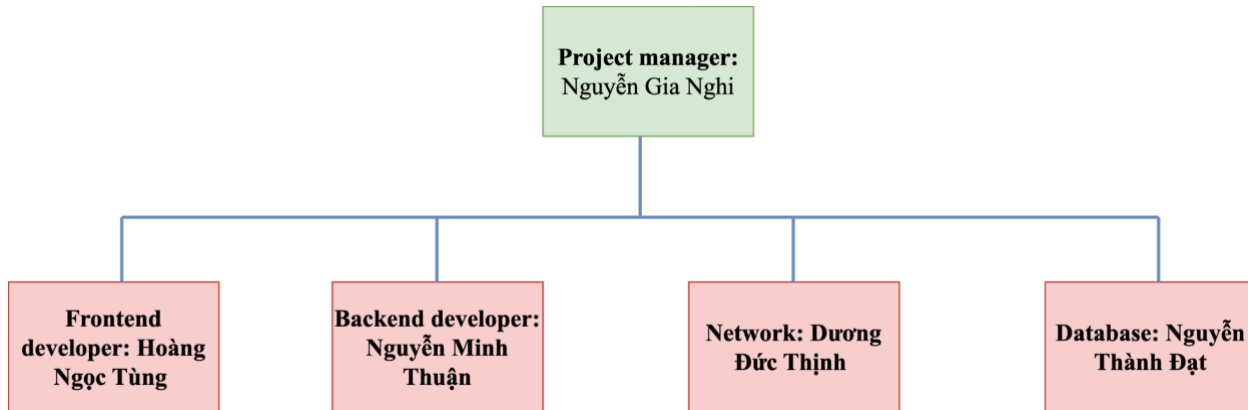 Project manager:
Nguyễn Gia Nghi
Frontend
developer: Hoàng
Ngọc Tùng
Backend developer:
Nguyễn Minh
Thuận
Network: Dương
Đức Thịnh
Database: Nguyễn
Thành Đạt